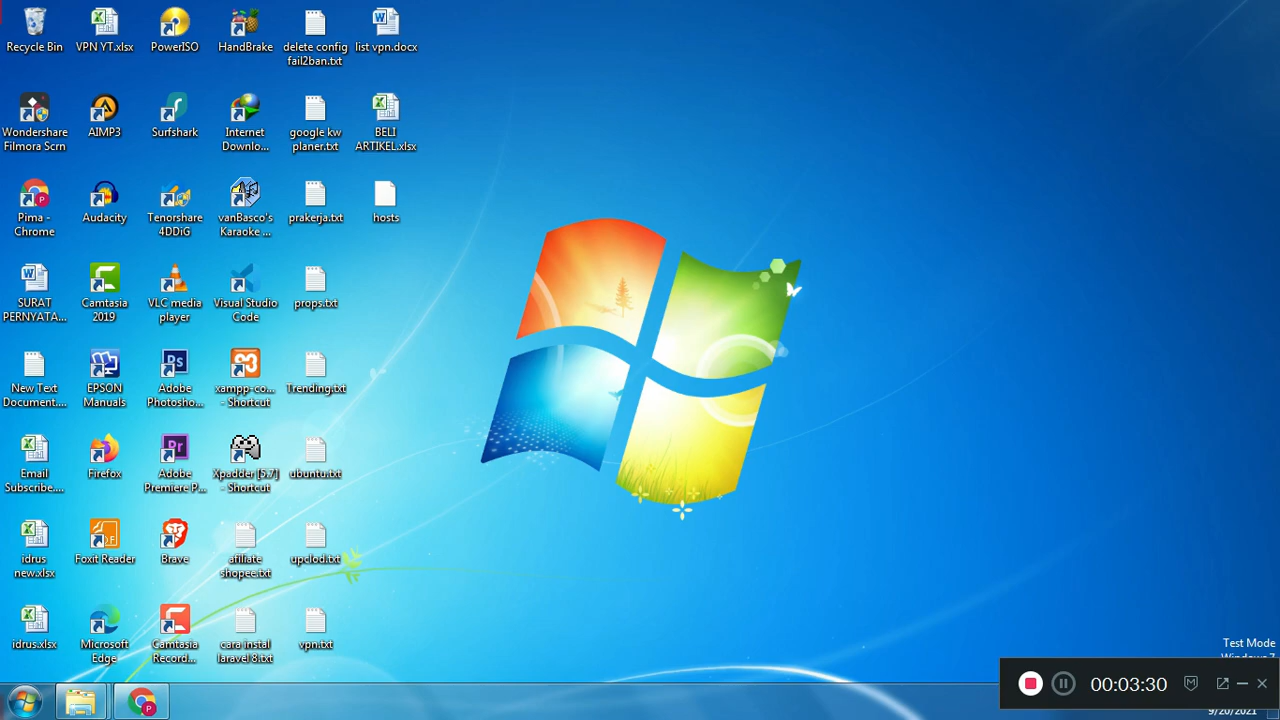 Recycle Bin
VPN YT.xlsx
PowerISO
HandBrake
delete config
fail2ban.txt
list vpn.docx
Wondershare
Filmora Scrn
AIMP3
Surfshark
Internet
Downlo...
google kw
planer.txt
BELI
ARTIKEL.xlsx
Pima -
Chrome
Audacity
Tenorshare
4DDiG
vanBasco's
Karaoke ...
prakerja.txt
hosts
SURAT
PERNYATA...
Camtasia
2019
VLC media
player
Visual Studio
Code
props.txt
New Text
Document....
EPSON
Manuals
Adobe
Photosho...
xampp-co...
- Shortcut
Trending.txt
Email
Subscribe....
Firefox
Adobe
Premiere P...
Xpadder [5.7]
- Shortcut
ubuntu.txt
idrus
new.xlsx
Foxit Reader
Brave
afiliate
shopee.txt
upclod.txt
idrus.xlsx
Microsoft
Edge
Camtasia
Record...
cara instal
laravel 8.txt
vpn.txt
Test Mode
Windows 7
00:03:30
9/20/2021